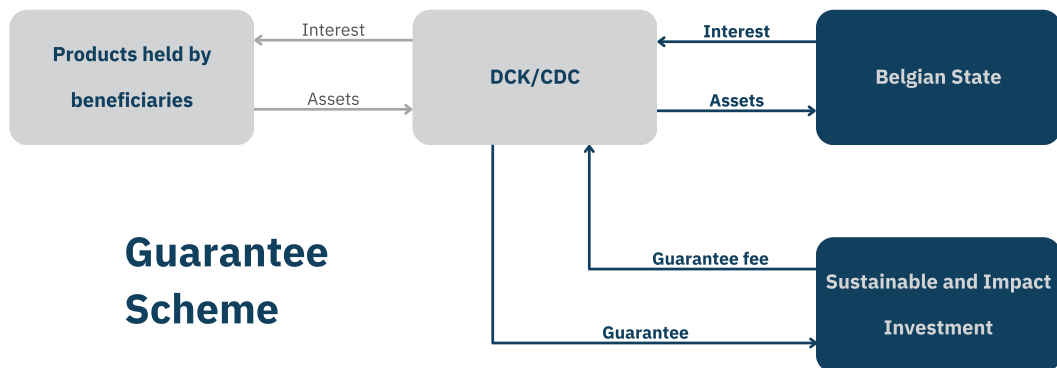 Interest
Interest
Products held by
beneficiaries
DCK/CDC
Belgian State
Assets
Assets
Guarantee
Scheme
Guarantee fee
Sustainable and Impact
Investment
Guarantee